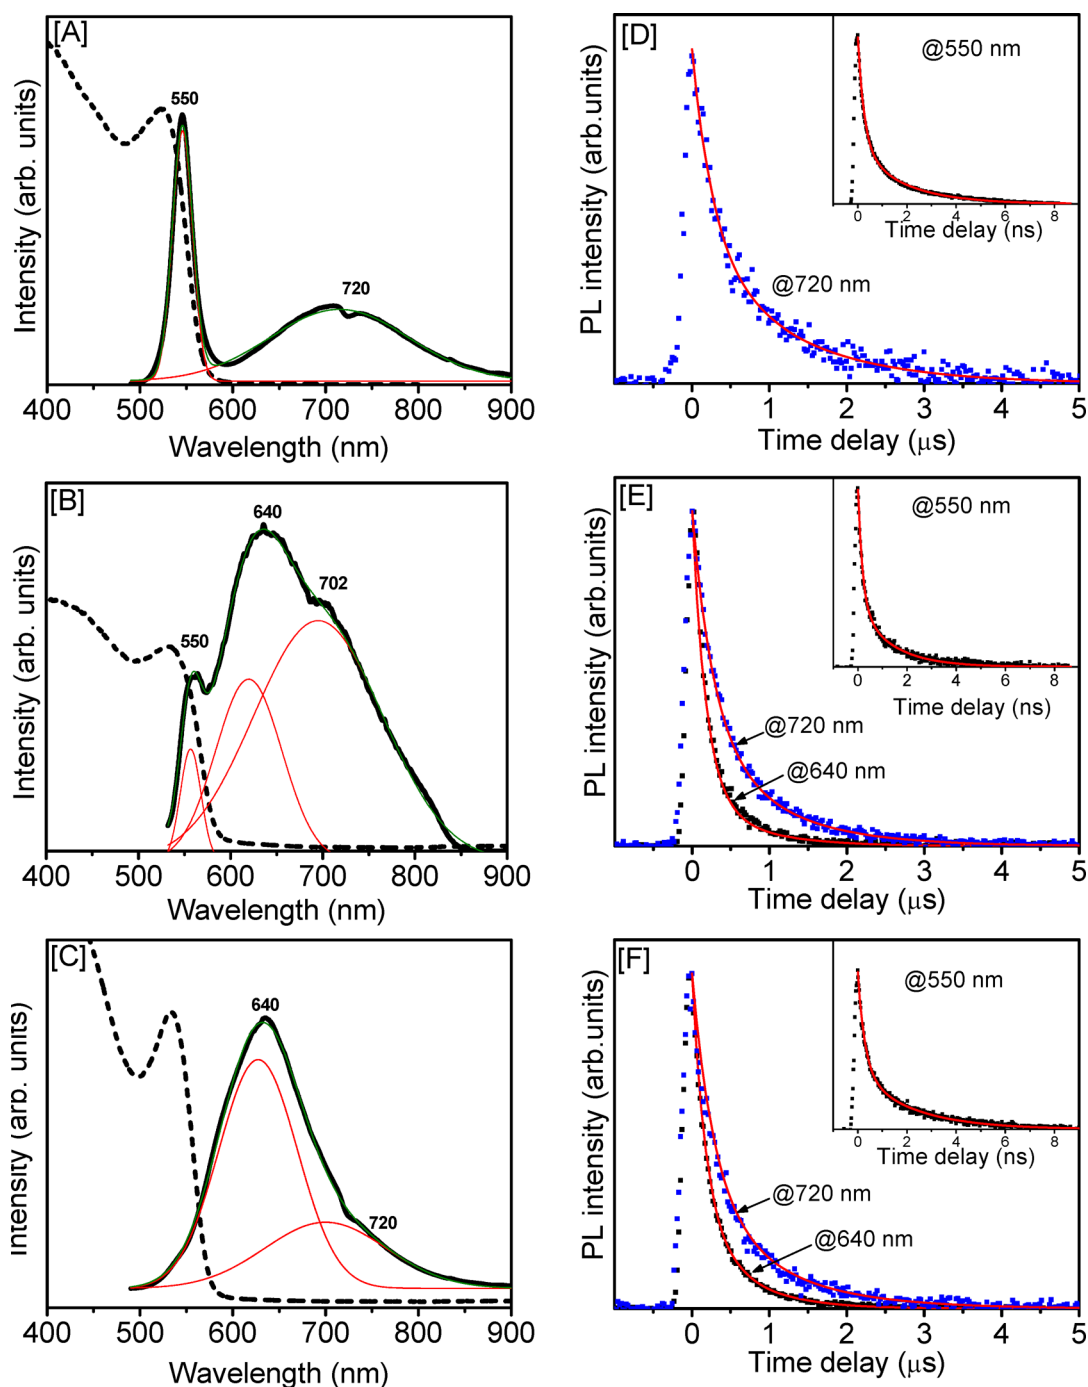 [A]
550
720
Intensity (arb. units)
400 500 600 700 800 900
Wavelength (nm)
[D]
@550 nm
0 2 4 6 8
Time delay (ns)
@720 nm
PL intensity (arb.units)
0 1 2 3 4 5
Time delay (μs)
[B]
640
702
550
Intensity (arb. units)
400 500 600 700 800 900
Wavelength (nm)
[E]
@550 nm
0 2 4 6 8
Time delay (ns)
@720 nm
@640 nm
PL intensity (arb.units)
0 1 2 3 4 5
Time delay (μs)
[C]
640
720
Intensity (arb. units)
400 500 600 700 800 900
Wavelength (nm)
[F]
@550 nm
0 2 4 6 8
Time delay (ns)
@720 nm
@640 nm
PL intensity (arb.units)
0 1 2 3 4 5
Time delay (μs)